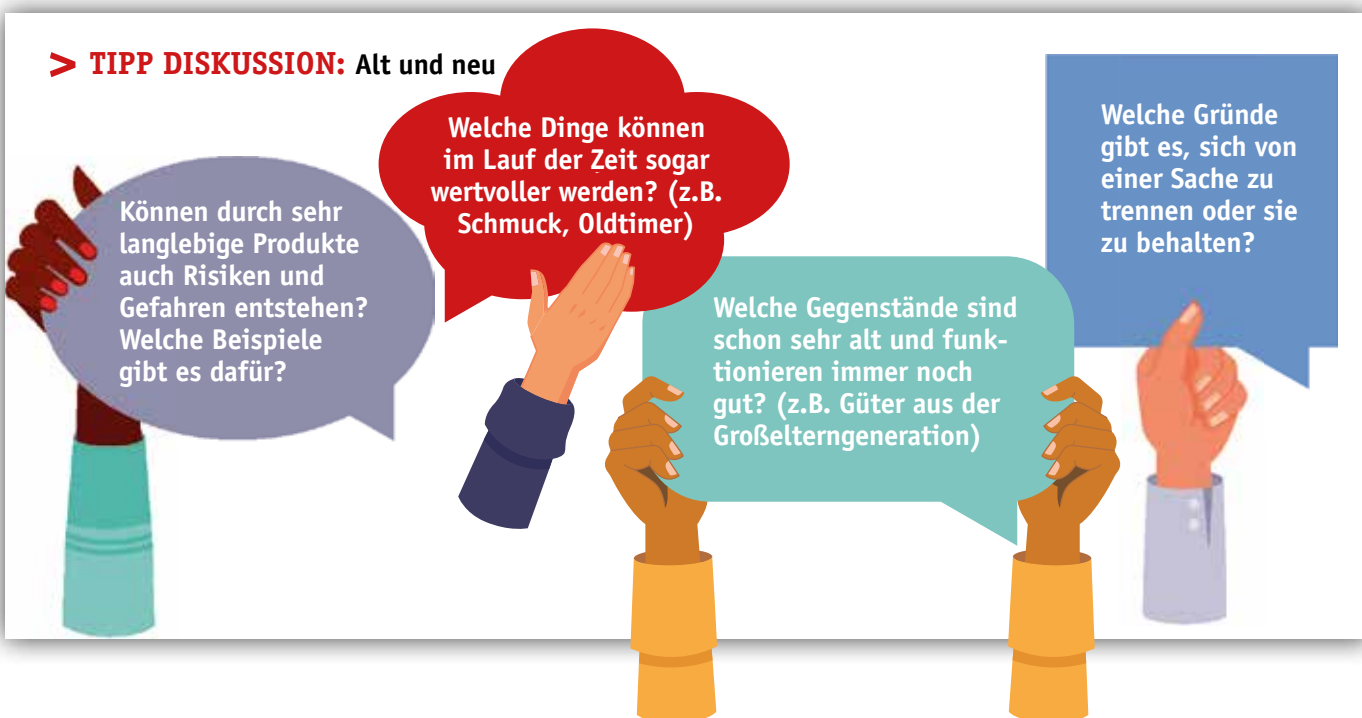 > TIPP DISKUSSION: Alt und neu
Können durch sehr
langlebige Produkte
auch Risiken und
Gefahren entstehen?
Welche Beispiele
gibt es dafür?
Welche Dinge können
im Lauf der Zeit sogar
wertvoller werden? (z.B.
Schmuck, Oldtimer)
Welche Gegenstände sind
schon sehr alt und funk-
tionieren immer noch
gut? (z.B. Güter aus der
Großelterngeneration)
Welche Gründe
gibt es, sich von
einer Sache zu
trennen oder sie
zu behalten?